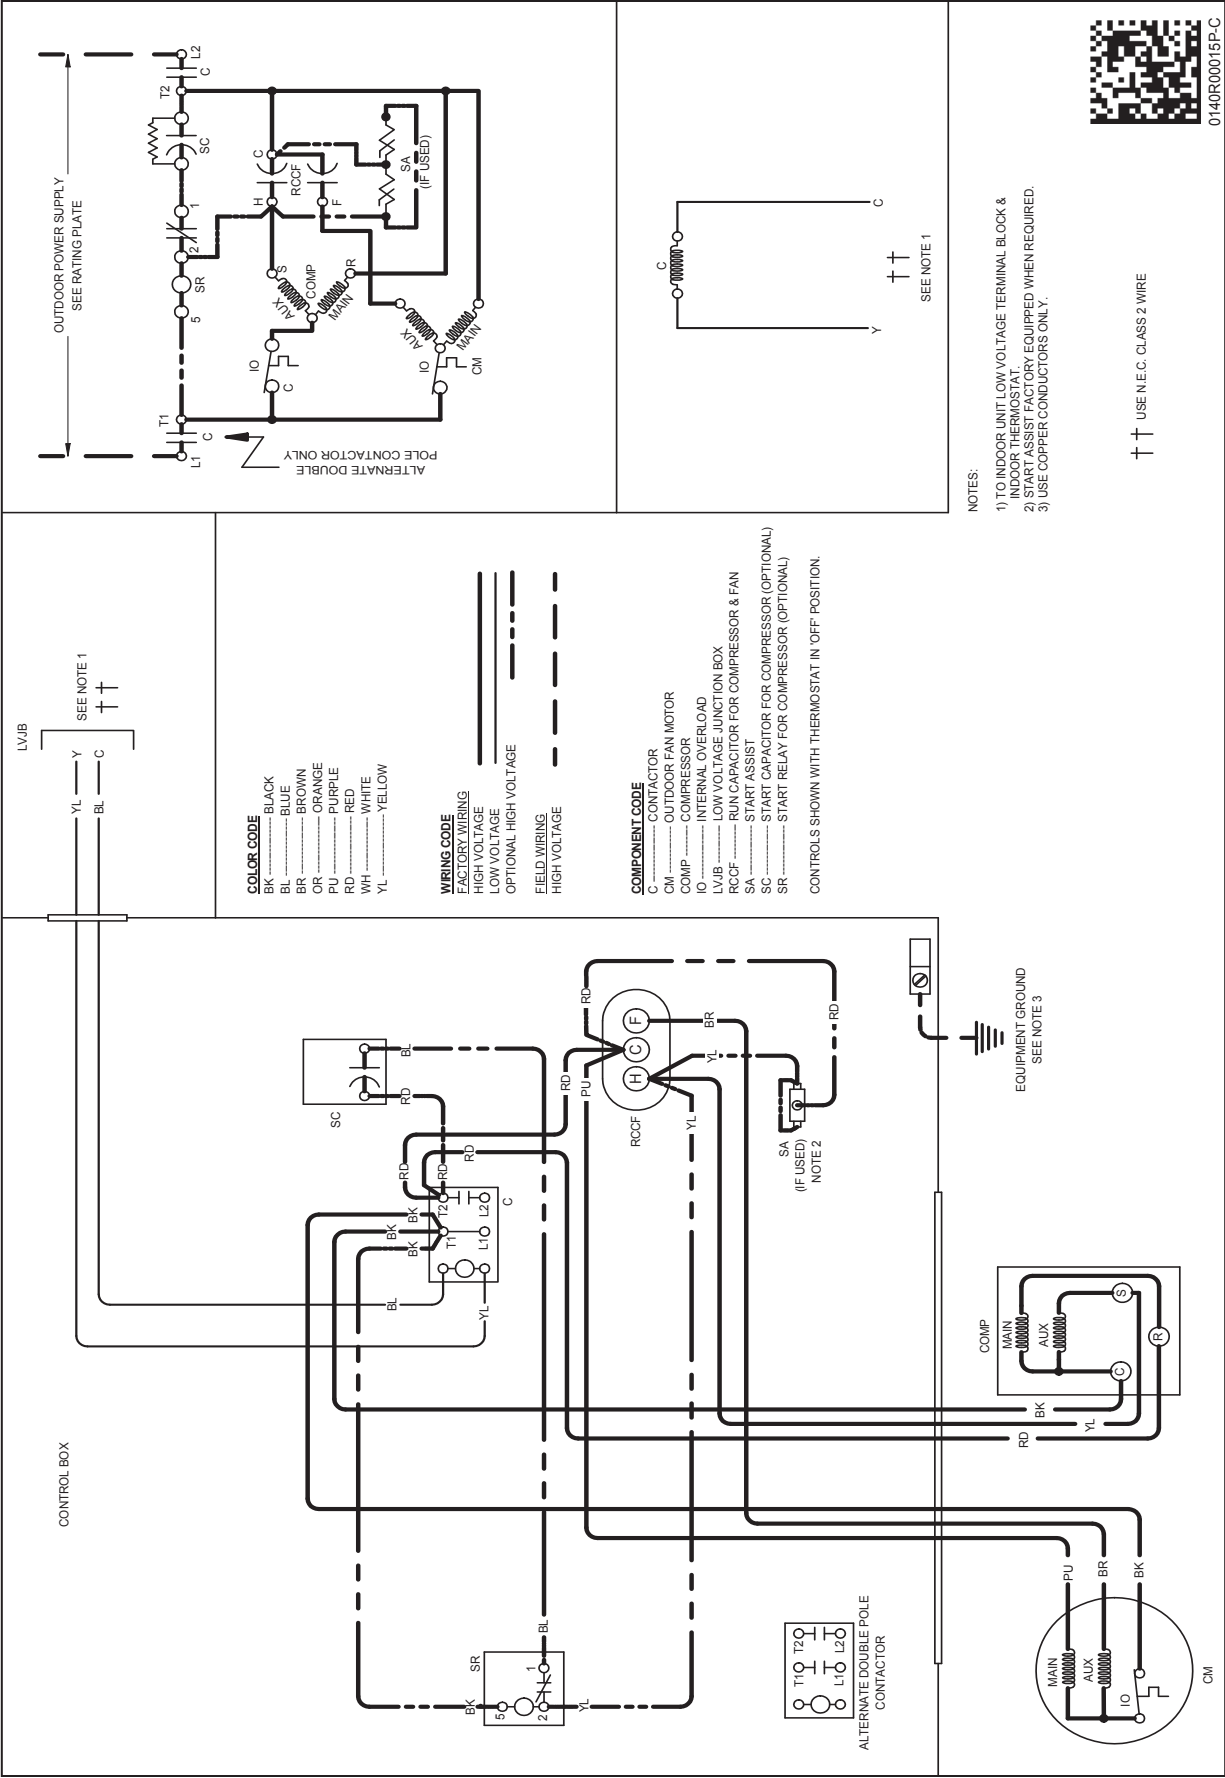 CONTROL BOX
LVJB
YL
Y
BL
C
SEE NOTE 1
††
BL
YL
SC
RD
BL
BK
BK
BK
RD
RD
RD
T1
T2
L1
L2
C
SR
BK
5
2
1
BL
YL
RD
PU
RD
RCCF
H
C
F
YL
YL
BR
RD
SA
(IF USED)
NOTE 2
T1
T2
L1
L2
ALTERNATE DOUBLE POLE
CONTACTOR
EQUIPMENT GROUND
SEE NOTE 3
COMP
MAIN
AUX
C
S
R
BK
YL
RD
PU
BR
BK
MAIN
AUX
IO
CM
COLOR CODE
BK ---------- BLACK
BL ---------- BLUE
BR ---------- BROWN
OR ---------- ORANGE
PU ---------- PURPLE
RD ---------- RED
WH ---------- WHITE
YL ---------- YELLOW
WIRING CODE
FACTORY WIRING
HIGH VOLTAGE
LOW VOLTAGE
OPTIONAL HIGH VOLTAGE
FIELD WIRING
HIGH VOLTAGE
COMPONENT CODE
C ---------- CONTACTOR
CM ---------- OUTDOOR FAN MOTOR
COMP ---------- COMPRESSOR
IO ---------- INTERNAL OVERLOAD
LVJB ---------- LOW VOLTAGE JUNCTION BOX
RCCF ---------- RUN CAPACITOR FOR COMPRESSOR & FAN
SA ---------- START ASSIST
SC ---------- START CAPACITOR FOR COMPRESSOR (OPTIONAL)
SR ---------- START RELAY FOR COMPRESSOR (OPTIONAL)
CONTROLS SHOWN WITH THERMOSTAT IN 'OFF' POSITION.
OUTDOOR POWER SUPPLY
SEE RATING PLATE
L1
C
T1
5
SR
2
1
SC
T2
C
L2
ALTERNATE DOUBLE
POLE CONTACTOR ONLY
C
IO
AUX
S
COMP
MAIN
R
H
RCCF
C
F
SA
(IF USED)
IO
AUX
MAIN
CM
C
Y
C
††
SEE NOTE 1
NOTES:
1) TO INDOOR UNIT LOW VOLTAGE TERMINAL BLOCK &
INDOOR THERMOSTAT.
2) START ASSIST FACTORY EQUIPPED WHEN REQUIRED.
3) USE COPPER CONDUCTORS ONLY.
†† USE N.E.C. CLASS 2 WIRE
0140R00015P-C